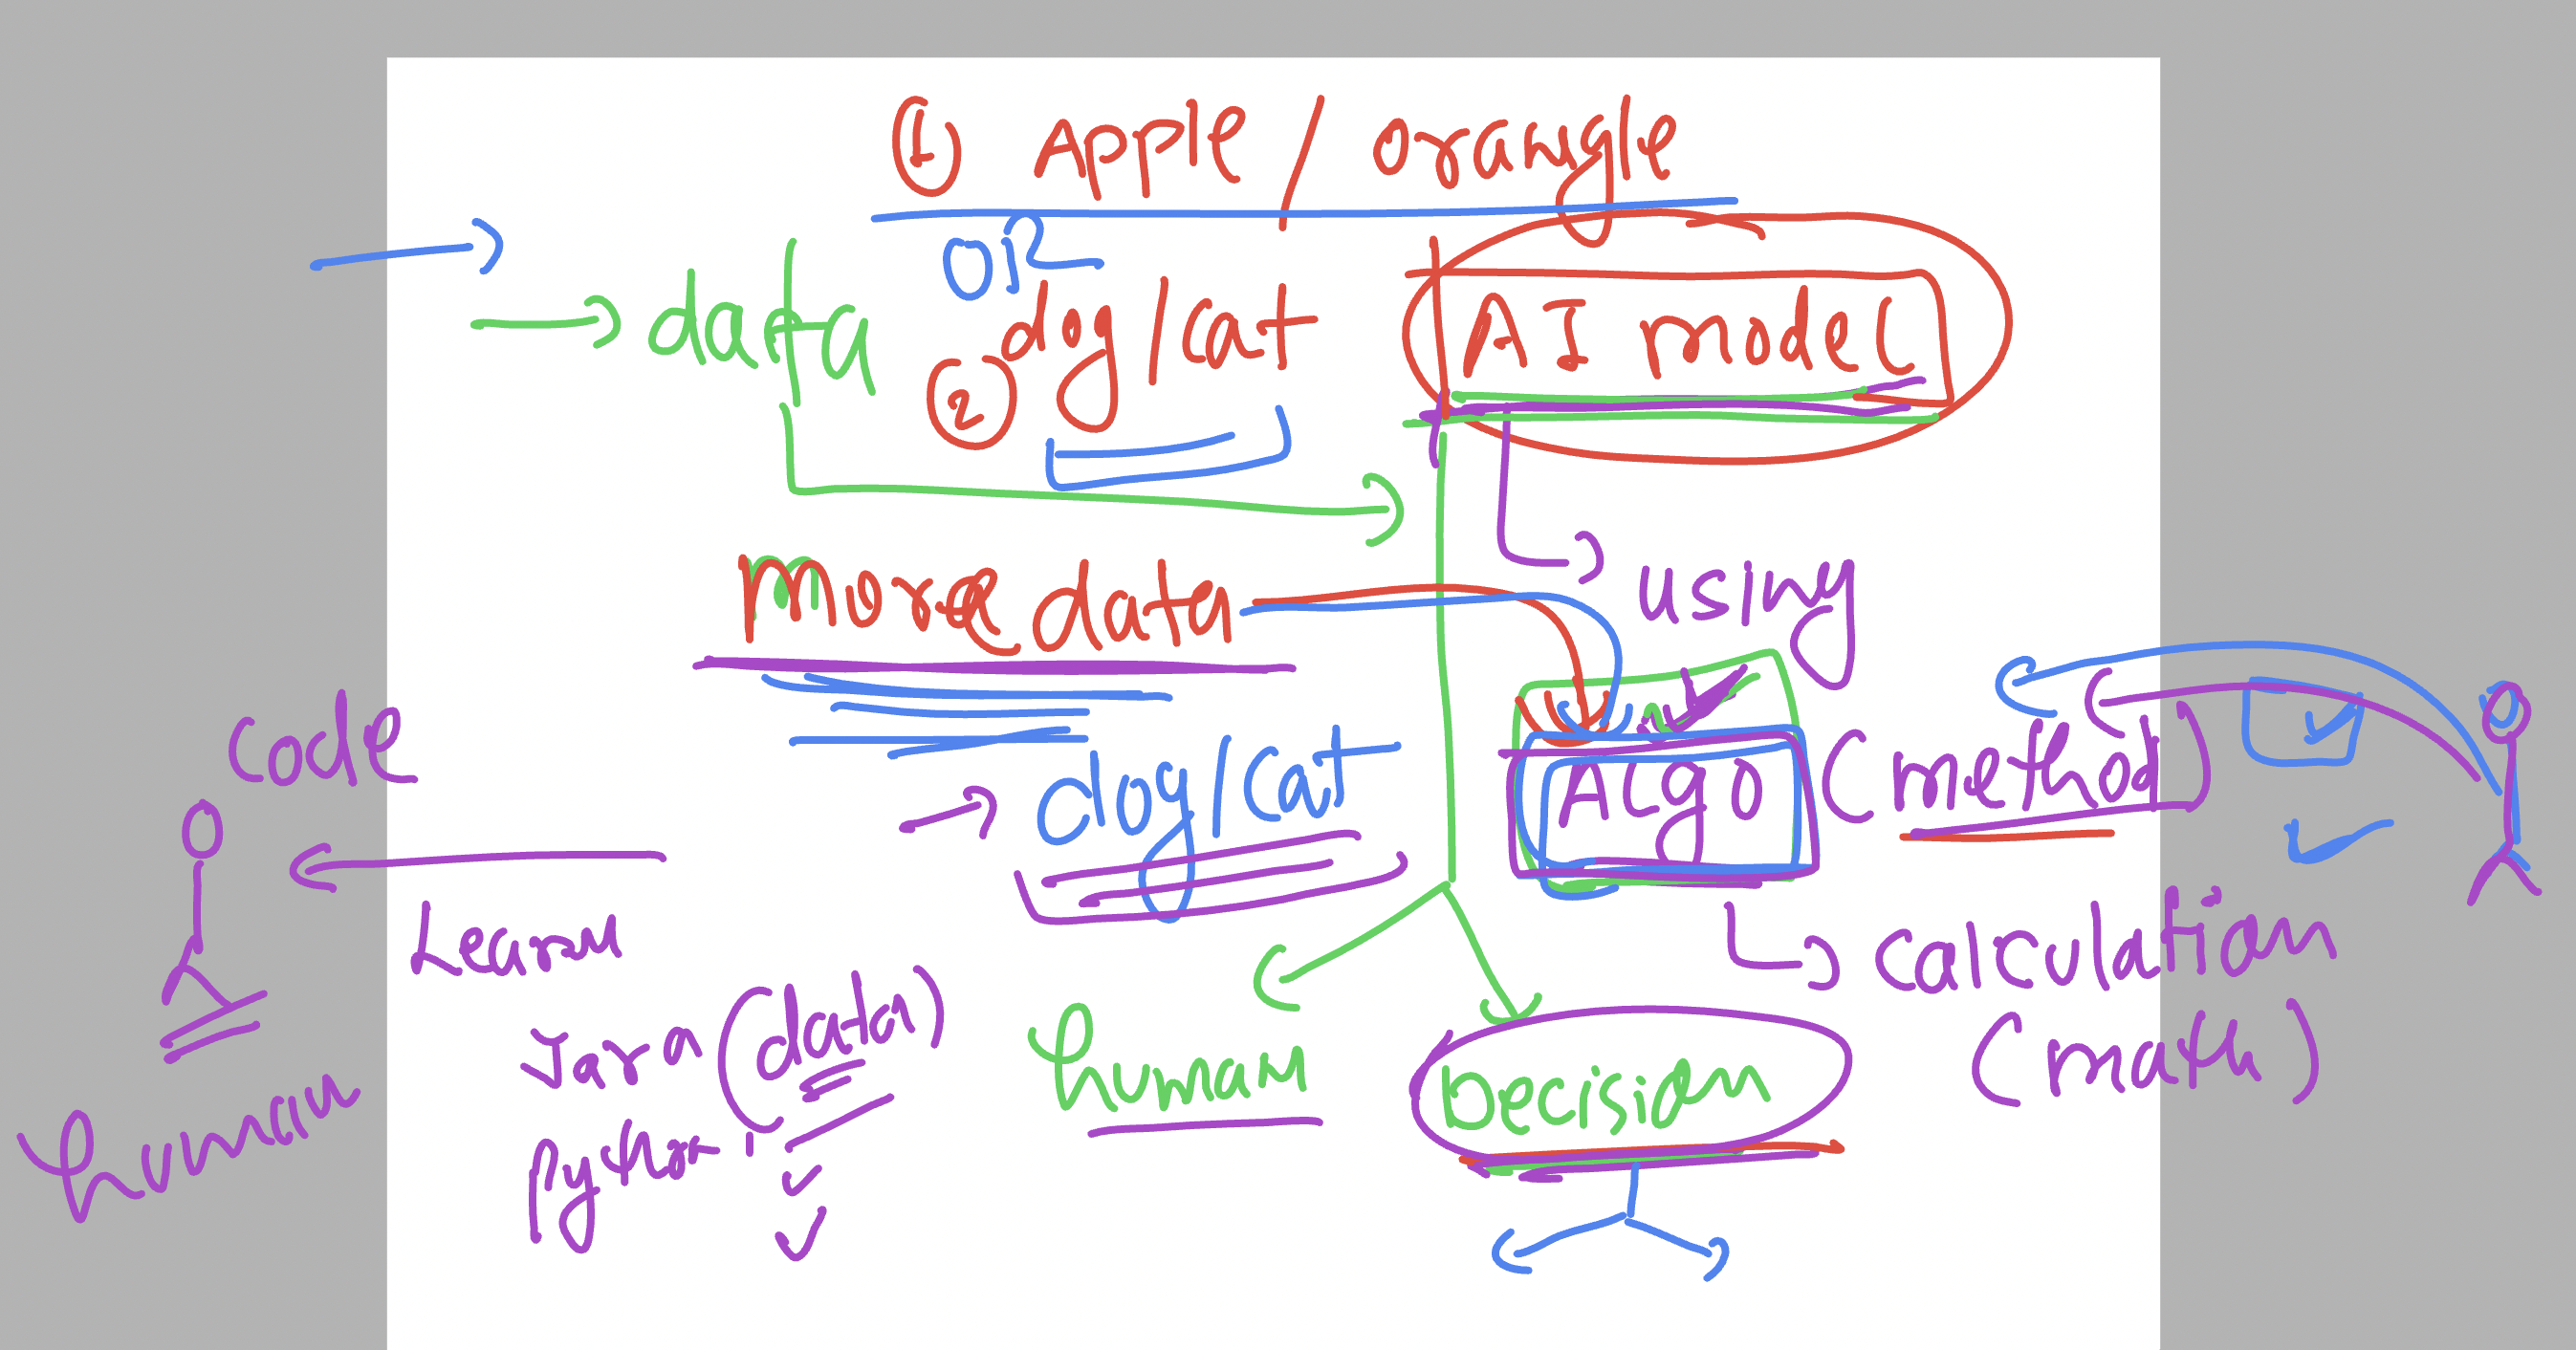 ① Apple / orangle
OR
→ data
② dog/cat
AI model
using
More data
code
→ dog/cat
Algo (method)
Learn
calculation
(math)
Java (data)
Python
human
human
Decision